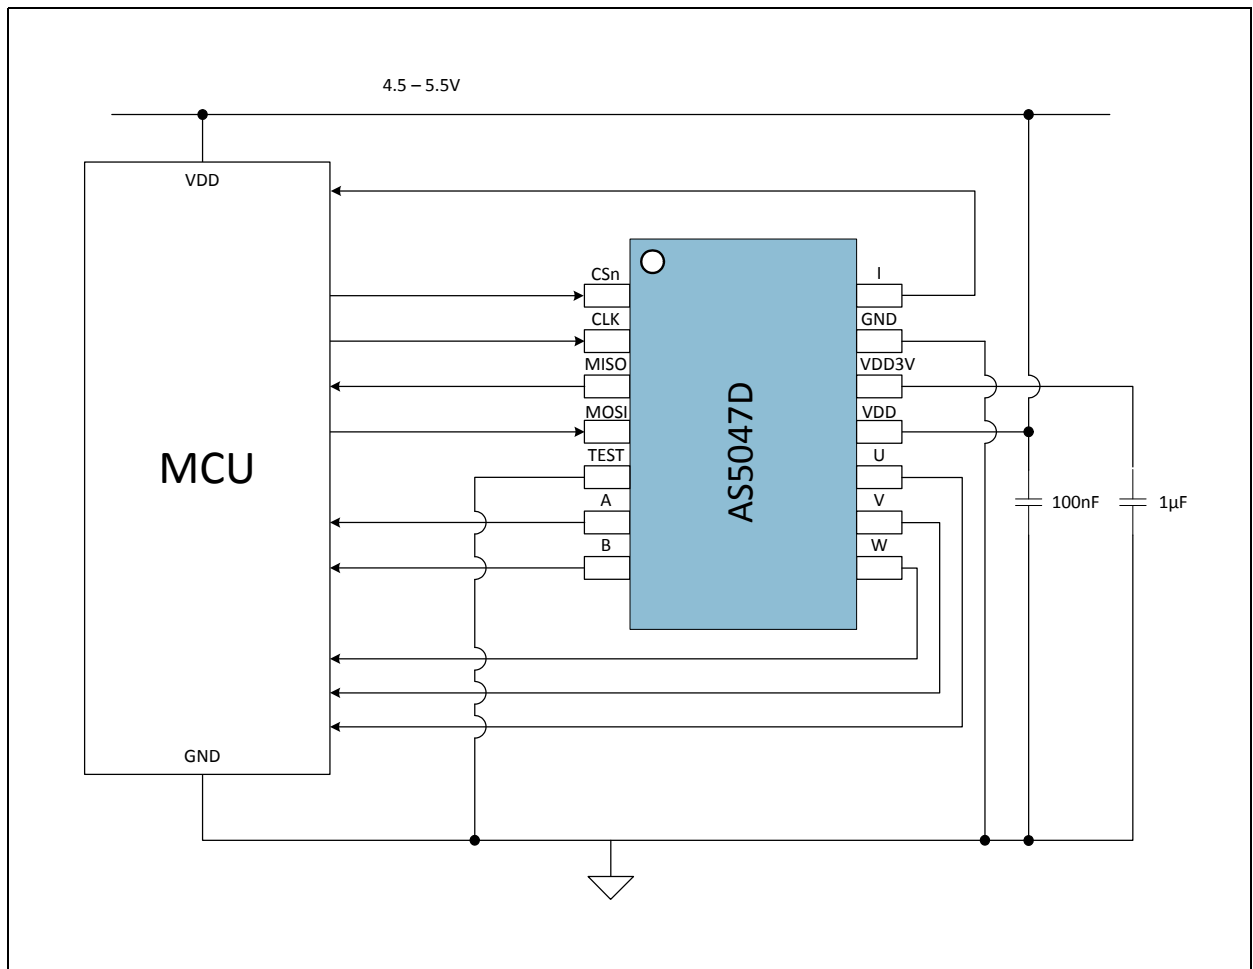 4.5 – 5.5V
VDD
MCU
GND
CSn
CLK
MISO
MOSI
TEST
A
B
AS5047D
I
GND
VDD3V
VDD
U
V
W
100nF
1µF